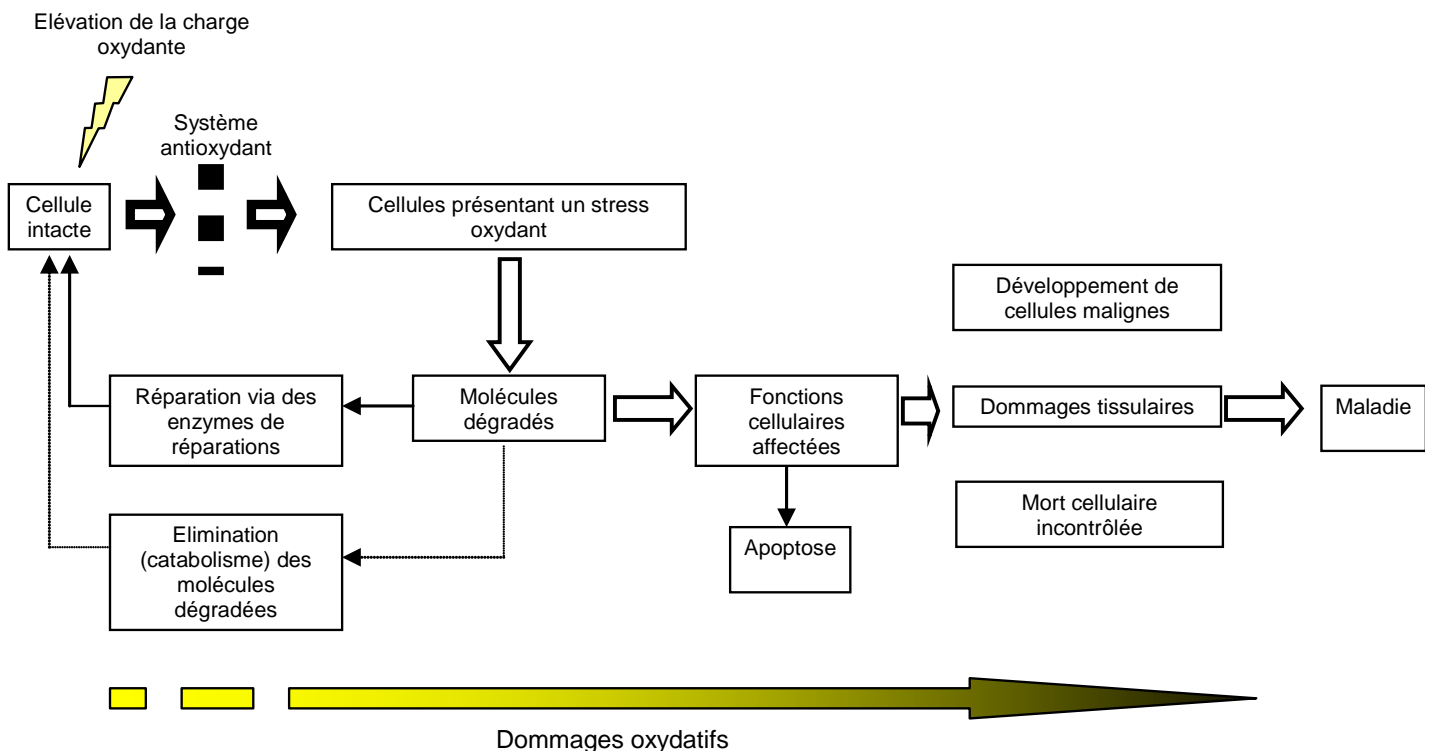 Elévation de la charge
oxydante
Système
antioxydant
Cellule
intacte
Cellules présentant un stress
oxydant
Développement de
cellules malignes
Réparation via des
enzymes de
réparations
Molécules
dégradés
Fonctions
cellulaires
affectées
Dommages tissulaires
Maladie
Mort cellulaire
incontrôlée
Elimination
(catabolisme) des
molécules
dégradées
Apoptose
Dommages oxydatifs